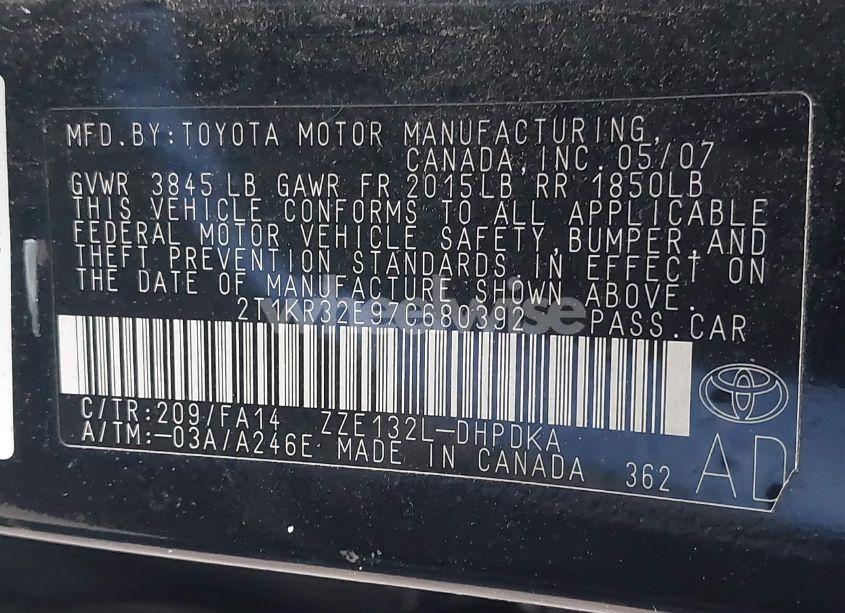 MFD.BY:TOYOTA MOTOR MANUFACTURING,
CANADA,INC. 05/07
GVWR 3845 LB GAWR FR 2015LB RR 1850LB
THIS VEHICLE CONFORMS TO ALL APPLICABLE
FEDERAL MOTOR VEHICLE SAFETY,BUMPER,AND
THEFT PREVENTION STANDARDS IN EFFECT ON
THE DATE OF MANUFACTURE SHOWN ABOVE.
2T1KR32E97C680392 PASS.CAR
C/TR:209/FA14 ZZE132L-DHPDKA
A/TM:-03A/A246E MADE IN CANADA 362
AD